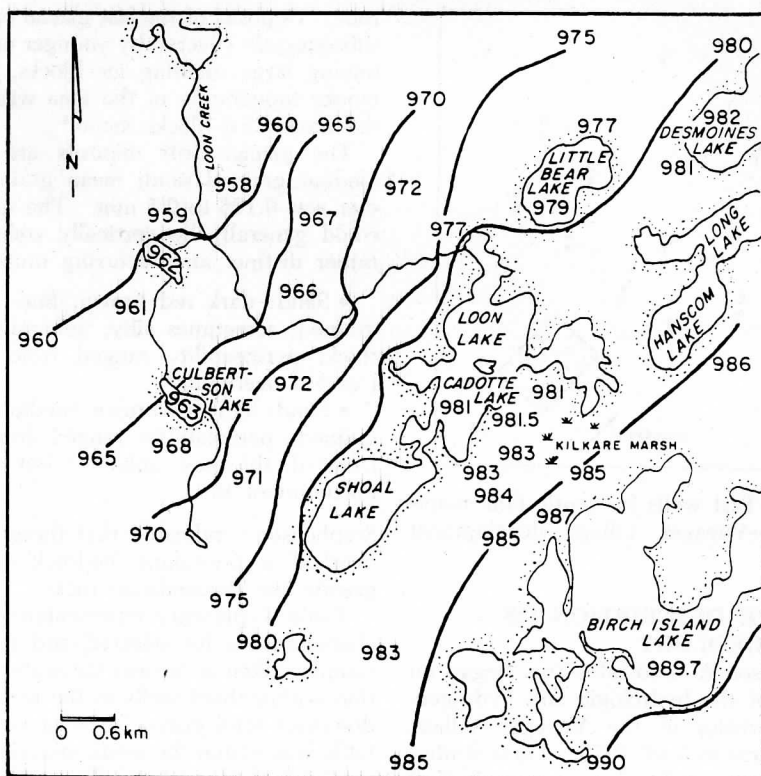 975
980
970
960 965
982
DESMOINES
LAKE
977
LITTLE
BEAR
LAKE
979
981
LOON CREEK
N
958
972
959
967
962
977
966
LONG
LAKE
HANSCOM
LAKE
961
960
LOON
LAKE
986
CULBERT-
SON
LAKE
963
972
CADOTTE
LAKE
981
981
981.5
KILKARE MARSH
965
968
971
983
985
983
984
SHOAL
LAKE
987
985
970
975
980
983
BIRCH ISLAND
LAKE
989.7
0 0.6 km
985
990